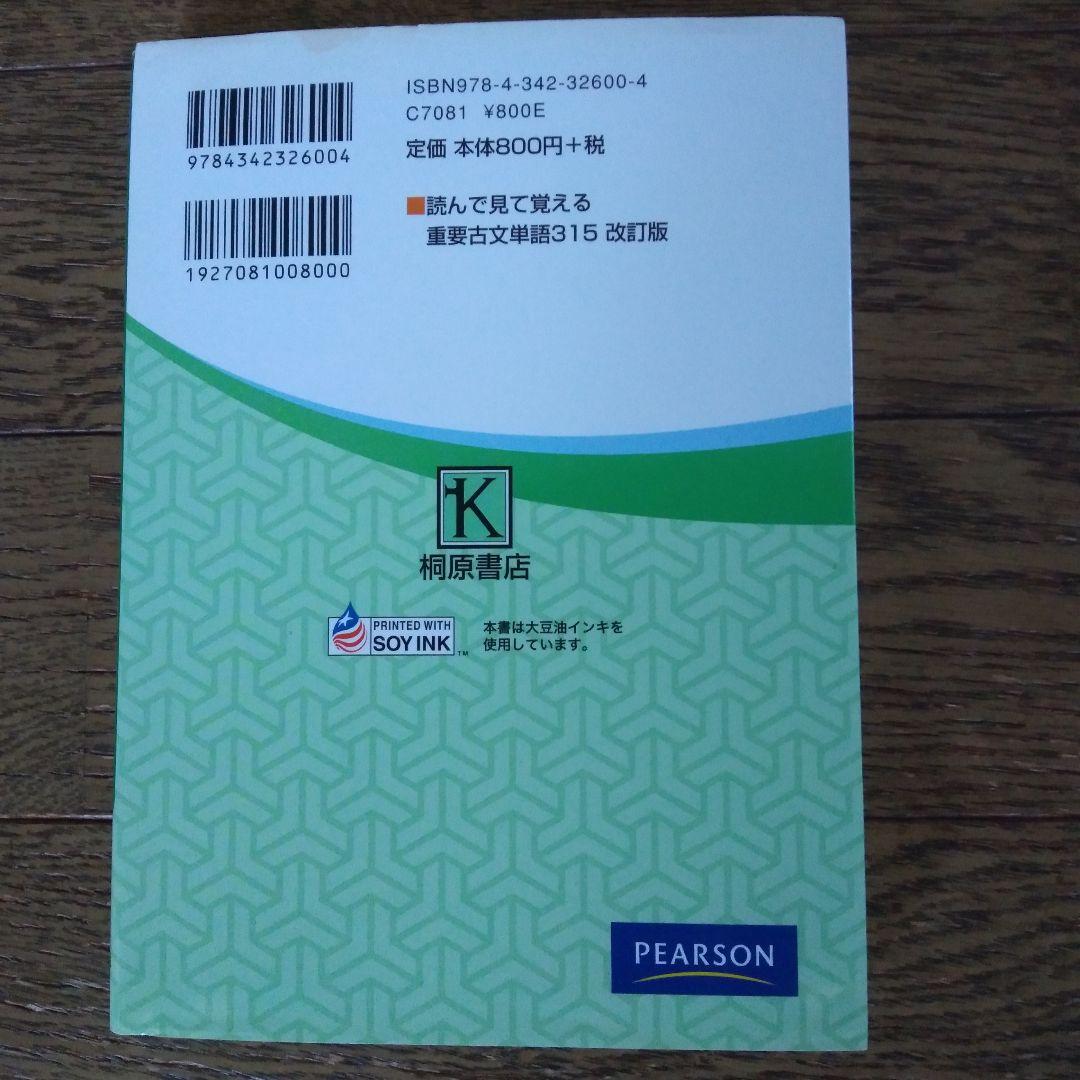 ISBN978-4-342-32600-4
C7081 ¥800E
定価 本体800円+税
9784342326004
■読んで見て覚える
重要古文単語315 改訂版
1927081008000
K
桐原書店
PRINTED WITH
SOY INK™
本書は大豆油インキを
使用しています。
PEARSON